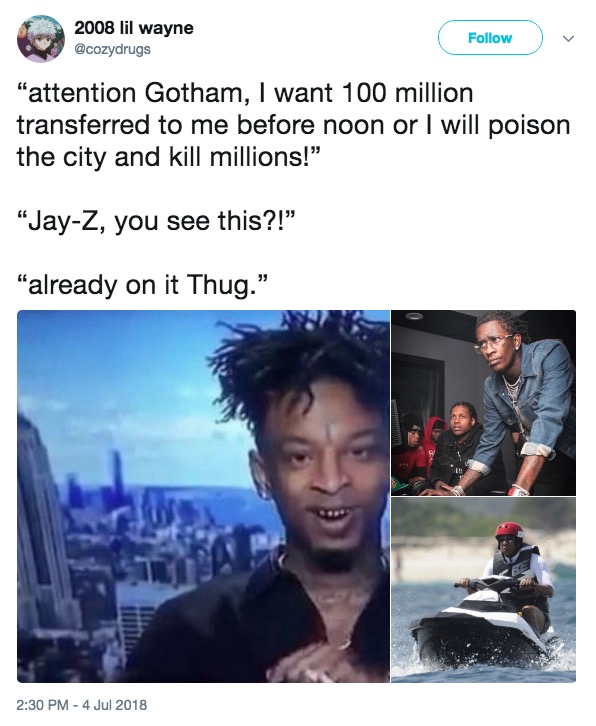 2008 lil wayne
@cozydrugs
Follow
“attention Gotham, I want 100 million
transferred to me before noon or I will poison
the city and kill millions!”
“Jay-Z, you see this?!”
“already on it Thug.”
2:30 PM - 4 Jul 2018